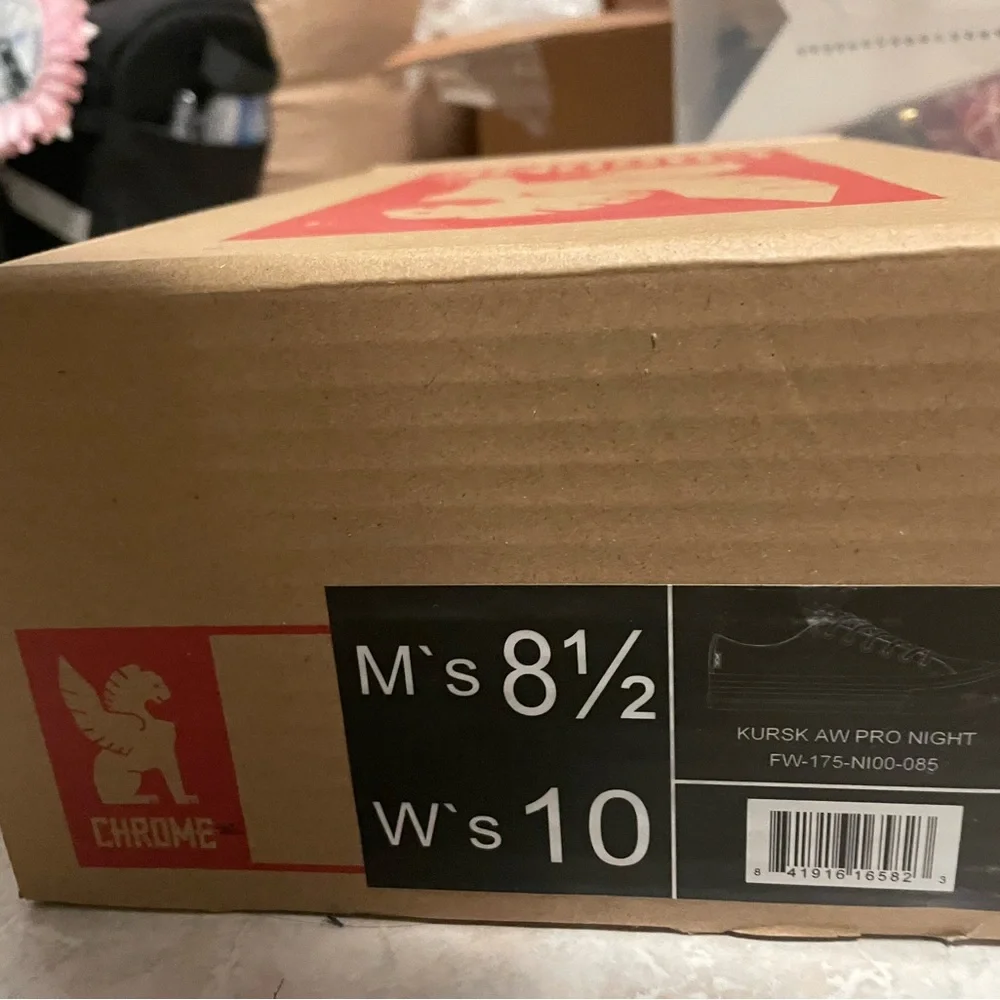 CHROME
M`s 8½
W`s 10
KURSK AW PRO NIGHT
FW-175-NI00-085
8 41916 16582 3